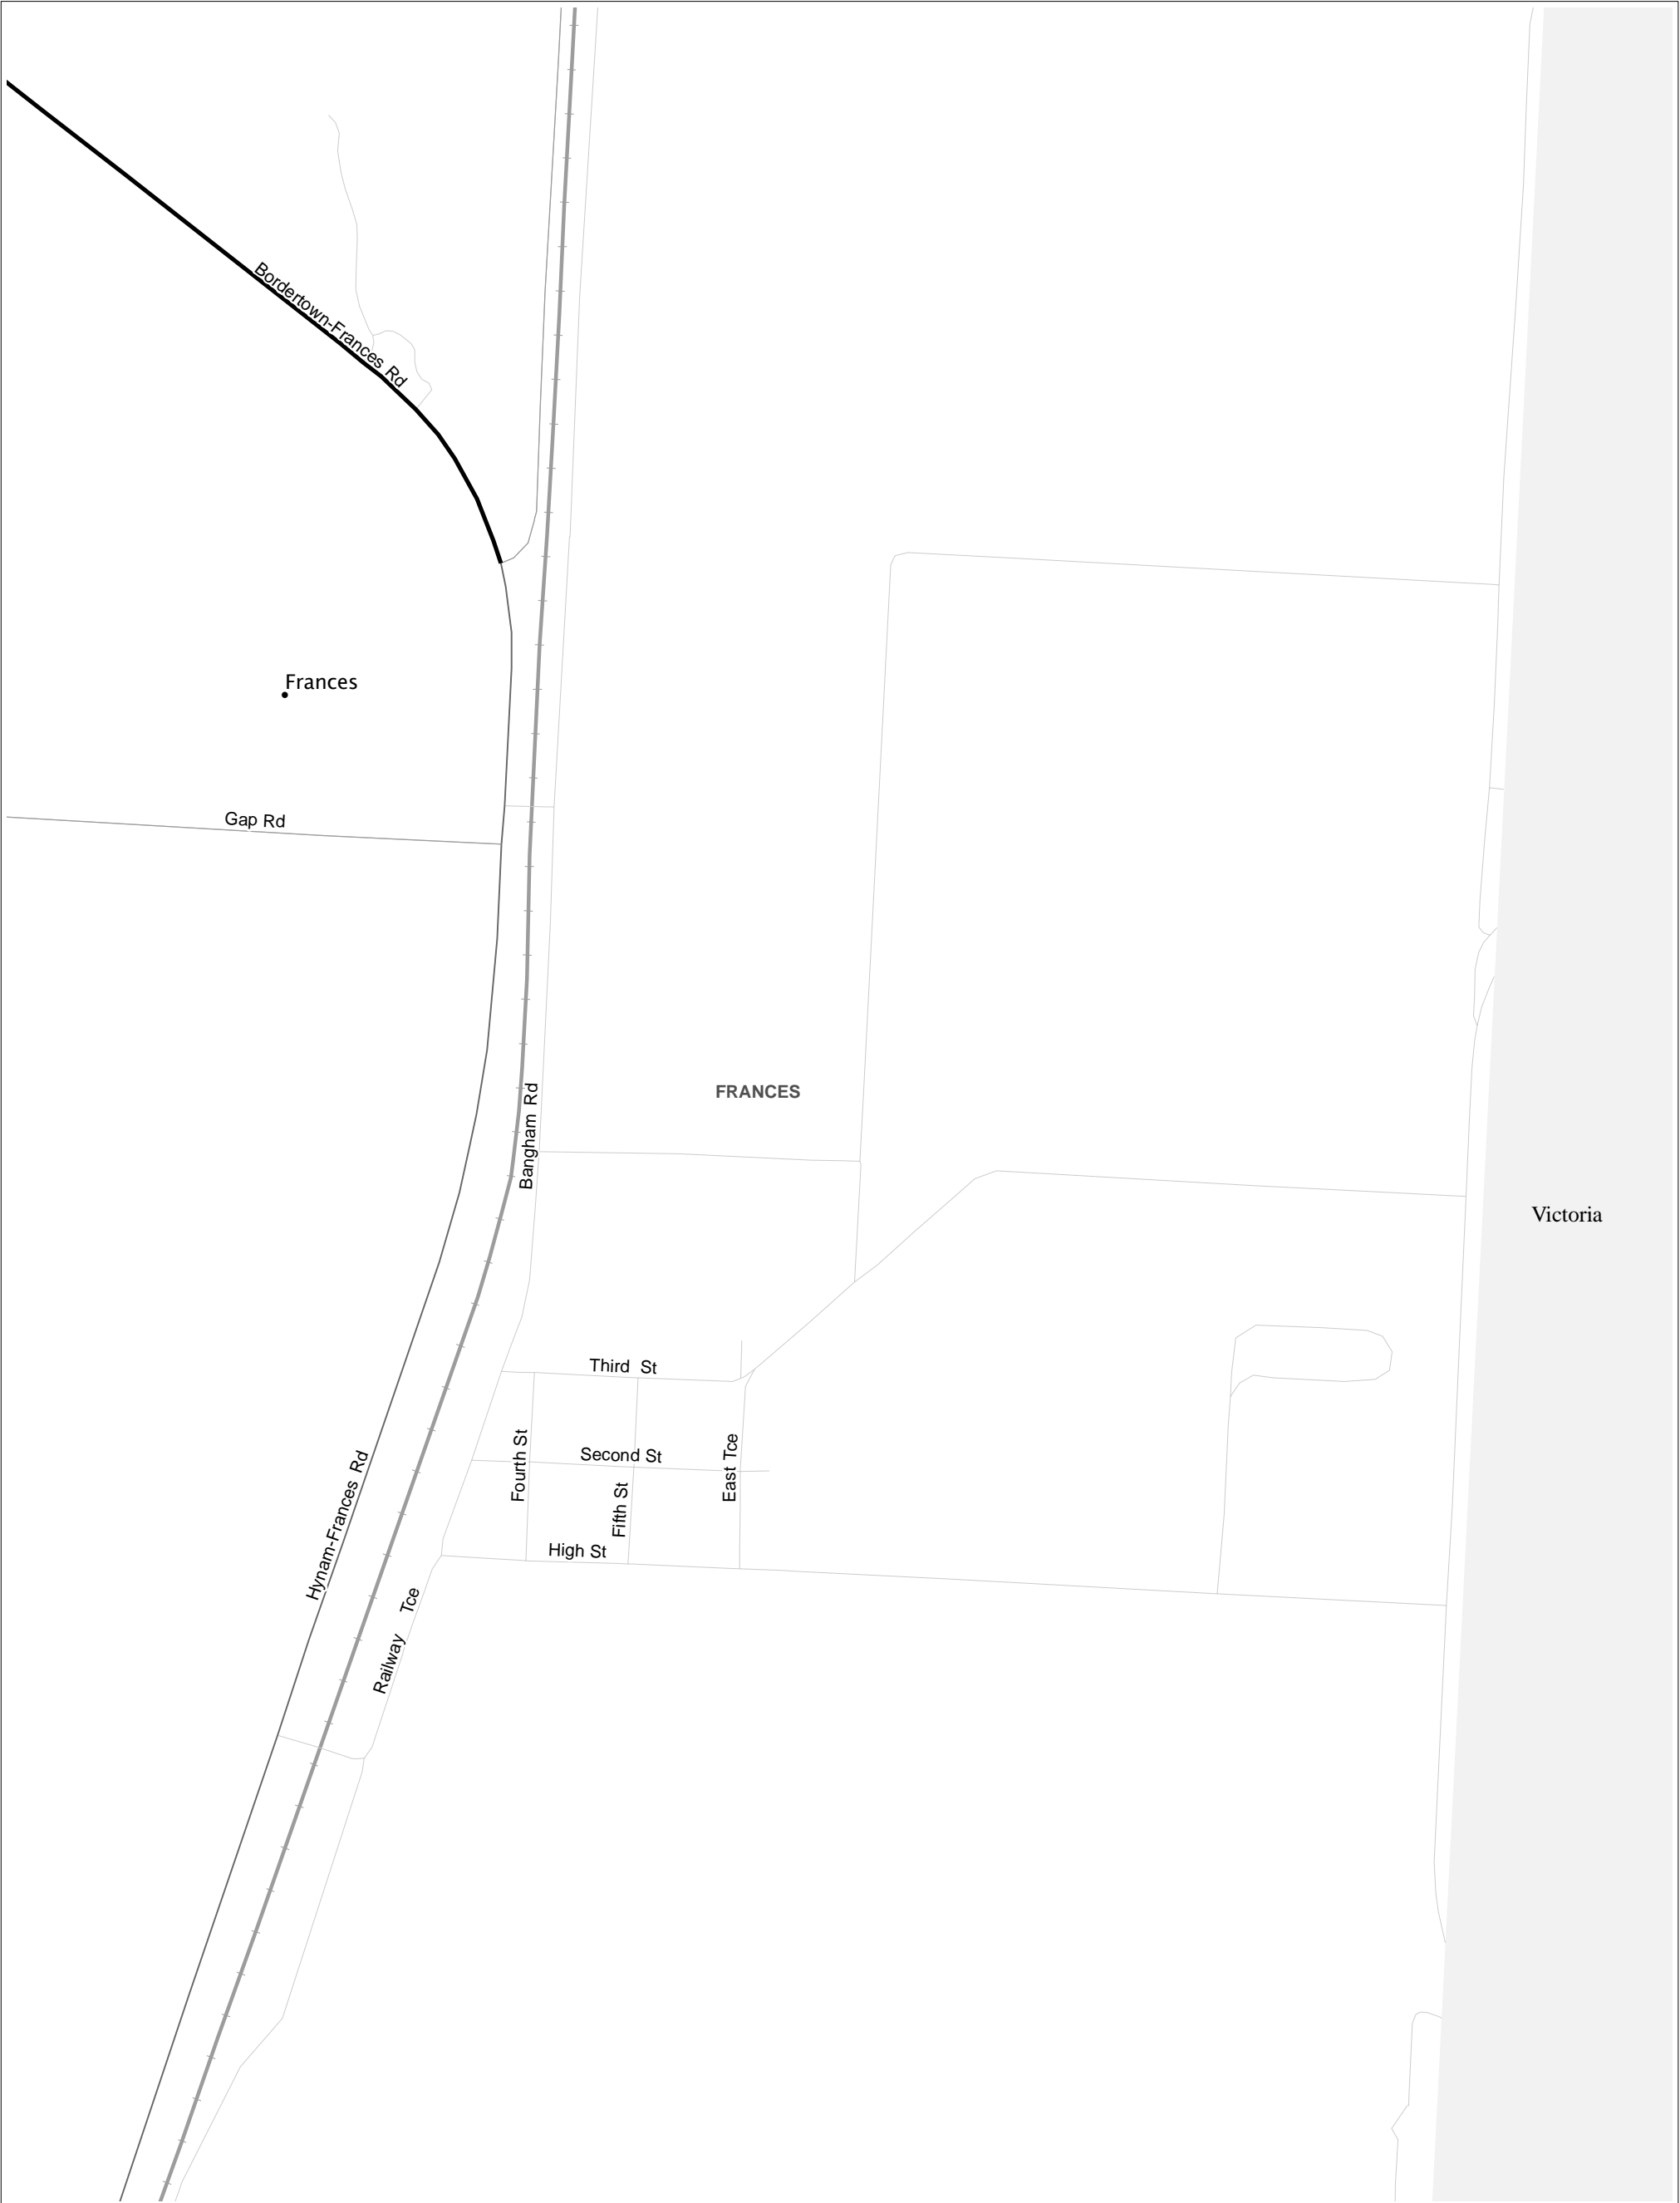 Bordertown-Frances Rd
Frances
Gap Rd
Bangham Rd
FRANCES
Victoria
Third St
Fourth St
Second St
Fifth St
East Tce
High St
Hynam-Frances Rd
Railway Tce